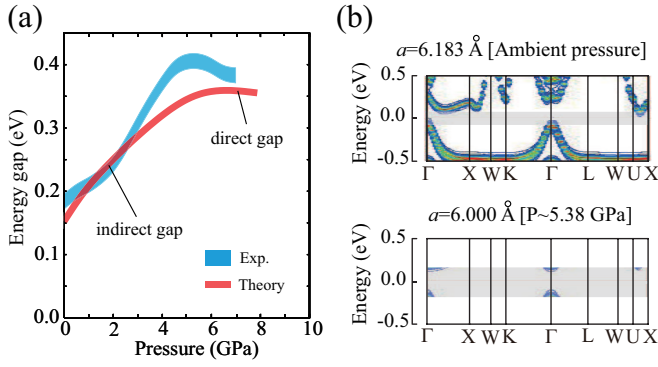 (a)
Energy gap (eV)
0.4
0.3
0.2
0.1
0.0
0 2 4 6 8 10
Pressure (GPa)
direct gap
indirect gap
Exp.
Theory
(b)
a=6.183 Å [Ambient pressure]
Energy (eV)
0.5
0.0
-0.5
Γ X W K Γ L W U X
a=6.000 Å [P~5.38 GPa]
Energy (eV)
0.5
0.0
-0.5
Γ X W K Γ L W U X